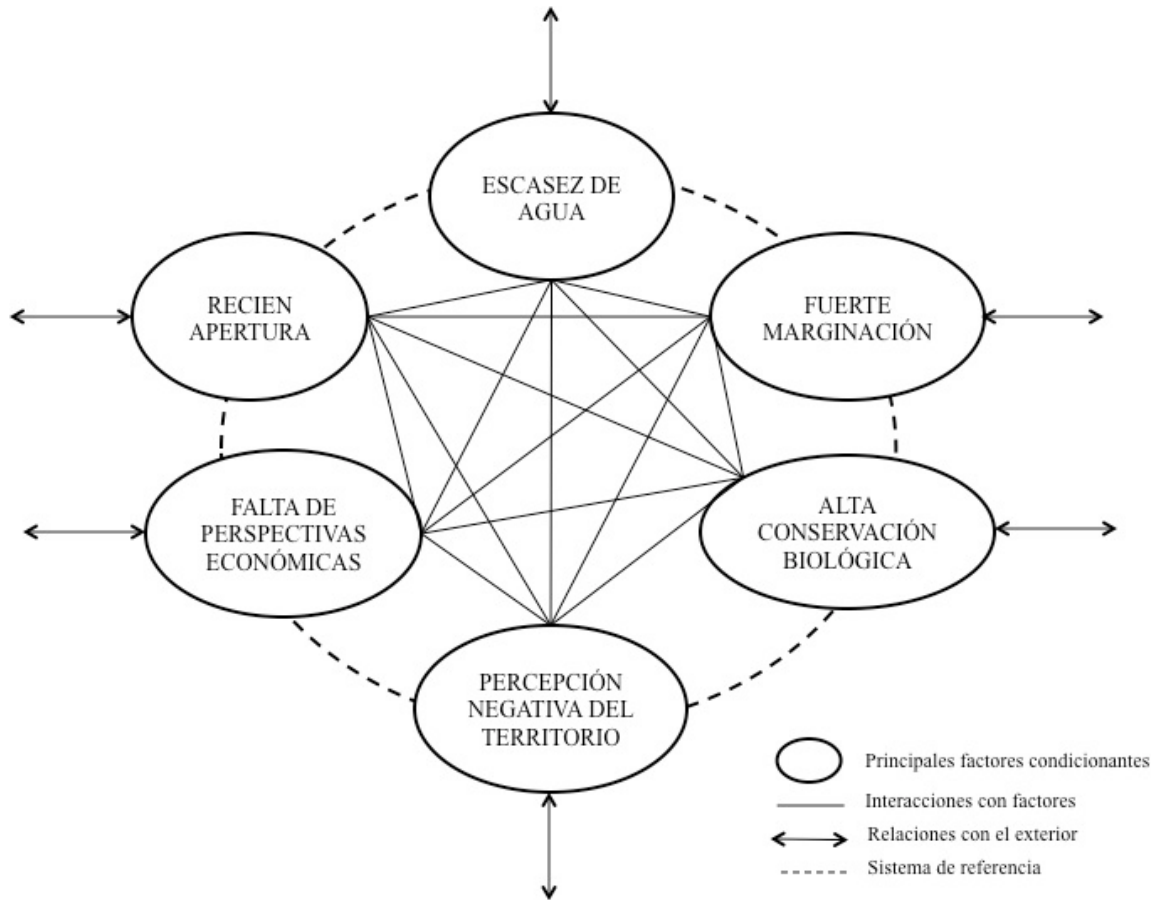 ESCASEZ DE
AGUA
RECIEN
APERTURA
FUERTE
MARGINACIÓN
FALTA DE
PERSPECTIVAS
ECONÓMICAS
ALTA
CONSERVACIÓN
BIOLÓGICA
PERCEPCIÓN
NEGATIVA DEL
TERRITORIO
Principales factores condicionantes
Interacciones con factores
Relaciones con el exterior
Sistema de referencia